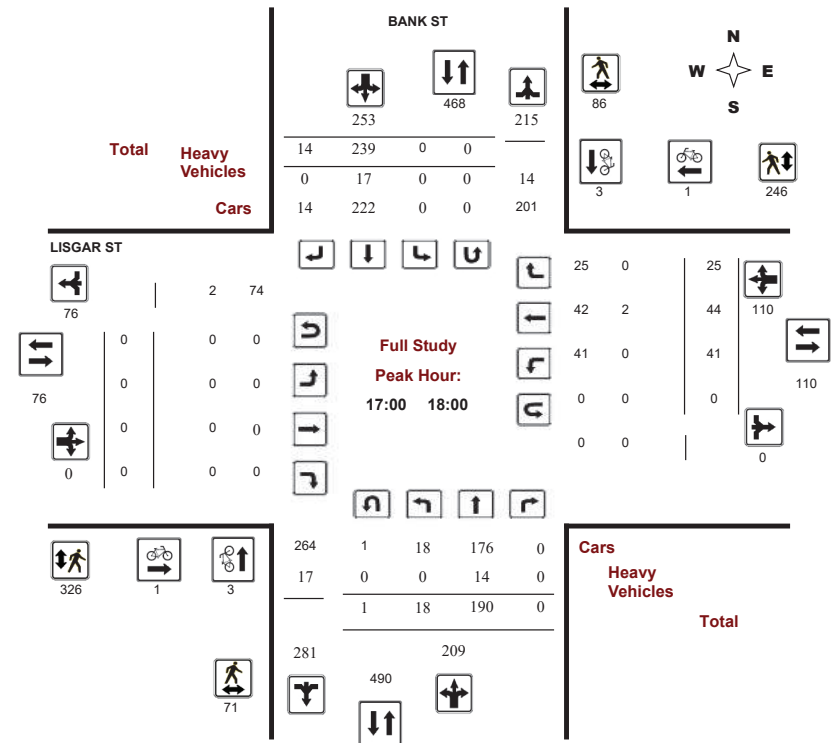 BANK ST
N
W E
S
468
86
253 215
Total Heavy Vehicles
14 239 0 0
0 17 0 0 14
Cars 14 222 0 0 201
3 1 246
LISGAR ST
76 2 74
25 0 25
42 2 44 110
0 0 0
Full Study
Peak Hour:
17:00 18:00
41 0 41
76 0 0 0
0 0 0 110
0 0 0
0 0 0
0 0 0 0
0
264 1 18 176 0 Cars
17 0 0 14 0 Heavy Vehicles
1 18 190 0 Total
326 1 3
281 209
490
71